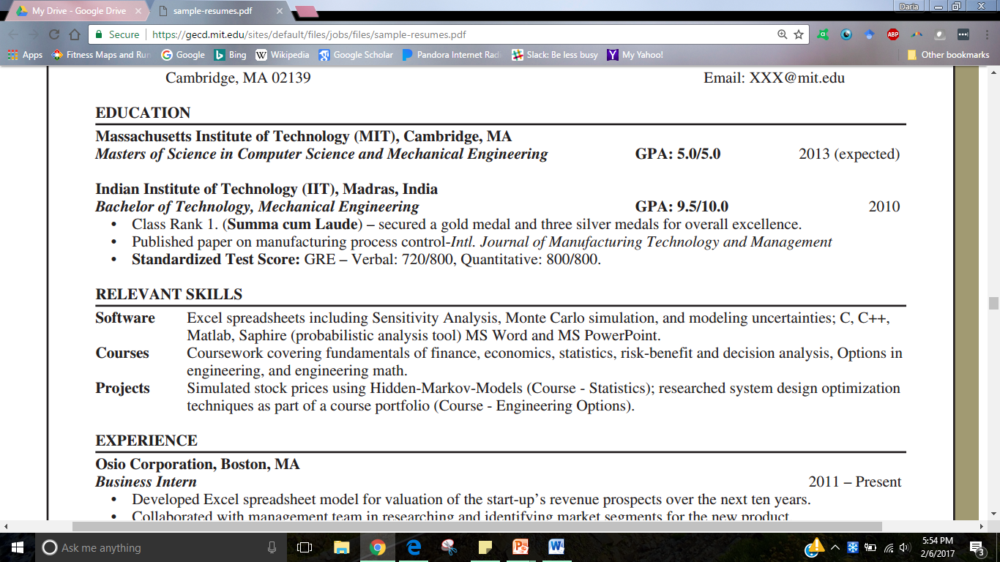 My Drive - Google Drive
sample-resumes.pdf
Daria
Secure https://gecd.mit.edu/sites/default/files/jobs/files/sample-resumes.pdf
ABP
Apps Fitness Maps and Run Google Bing Wikipedia Google Scholar Pandora Internet Radi Slack: Be less busy My Yahoo! Other bookmarks
Cambridge, MA 02139 Email: XXX@mit.edu
EDUCATION
Massachusetts Institute of Technology (MIT), Cambridge, MA
Masters of Science in Computer Science and Mechanical Engineering GPA: 5.0/5.0 2013 (expected)
Indian Institute of Technology (IIT), Madras, India
Bachelor of Technology, Mechanical Engineering GPA: 9.5/10.0 2010
• Class Rank 1. (Summa cum Laude) – secured a gold medal and three silver medals for overall excellence.
• Published paper on manufacturing process control-Intl. Journal of Manufacturing Technology and Management
• Standardized Test Score: GRE – Verbal: 720/800, Quantitative: 800/800.
RELEVANT SKILLS
Software Excel spreadsheets including Sensitivity Analysis, Monte Carlo simulation, and modeling uncertainties; C, C++,
Matlab, Saphire (probabilistic analysis tool) MS Word and MS PowerPoint.
Courses Coursework covering fundamentals of finance, economics, statistics, risk-benefit and decision analysis, Options in
engineering, and engineering math.
Projects Simulated stock prices using Hidden-Markov-Models (Course - Statistics); researched system design optimization
techniques as part of a course portfolio (Course - Engineering Options).
EXPERIENCE
Osio Corporation, Boston, MA
Business Intern 2011 – Present
• Developed Excel spreadsheet model for valuation of the start-up's revenue prospects over the next ten years.
• Collaborated with management team in researching and identifying market segments for the new product
Ask me anything
5:54 PM
2/6/2017
3